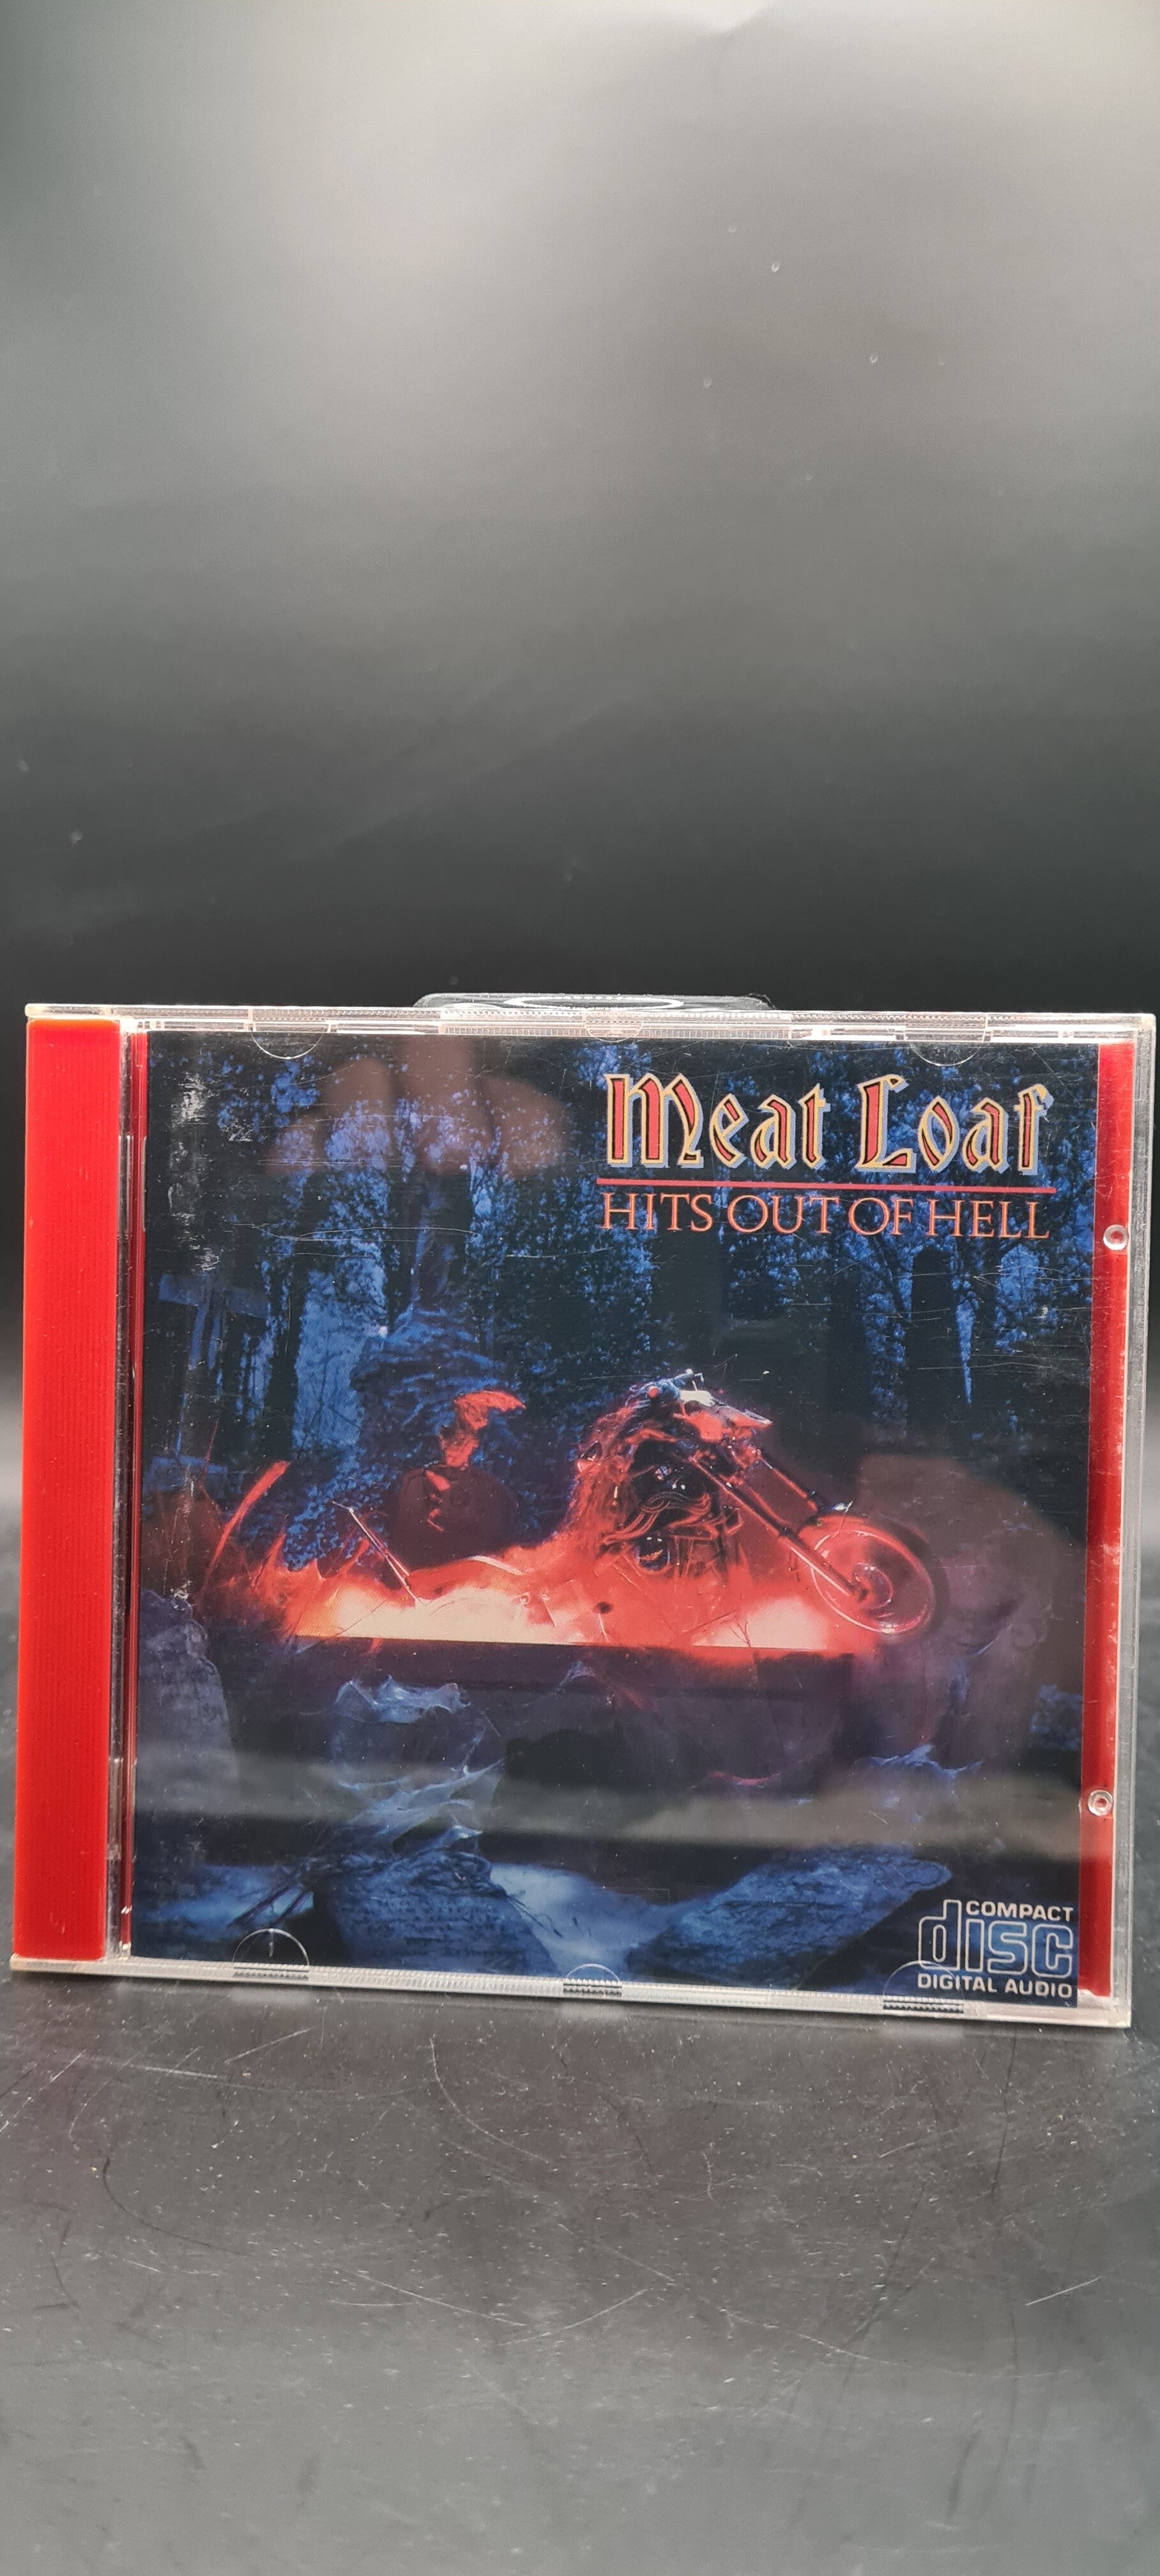 Meat Loaf
HITS OUT OF HELL
COMPACT
disc
DIGITAL AUDIO